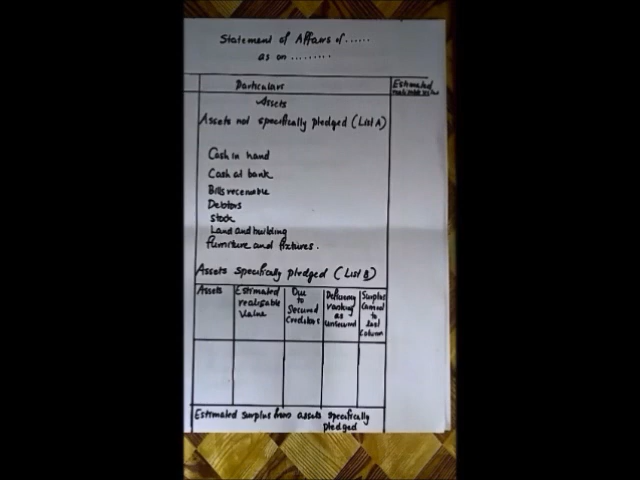 Statement of Affairs of ......
as on .........
Particulars
Estimated
Assets
Assets not specifically pledged (List A)
Cash in hand
Cash at bank
Bills receivable
Debtors
stock
Land and building
Furniture and fixtures.
Assets specifically pledged (List B)
Assets
Estimated
realisable
Value
Due
to
Secured
Creditors
Deficiency
ranking
as
unsecured
Surplus
Carried
to
last
Column
Estimated surplus from assets specifically
pledged